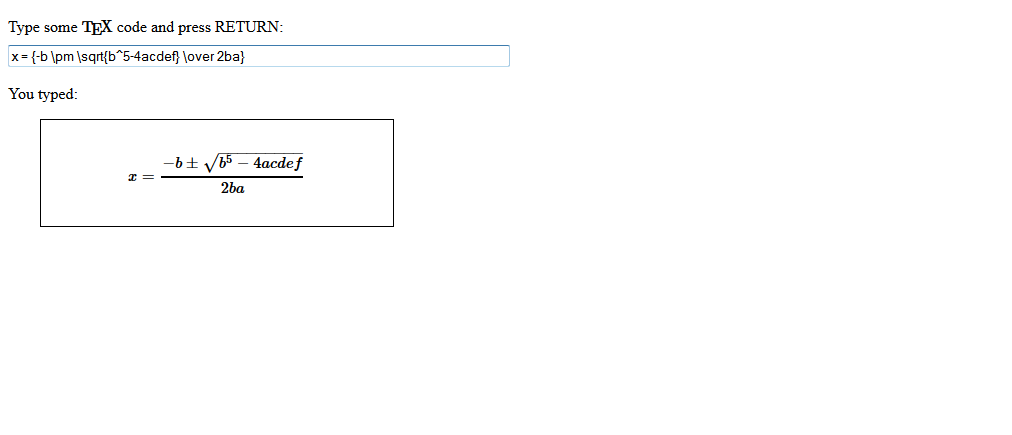 Type some TEX code and press RETURN:
x = {-b \pm \sqrt{b^5-4acdef} \over 2ba}
You typed:
x = \frac{-b \pm \sqrt{b^5 - 4acdef}}{2ba}